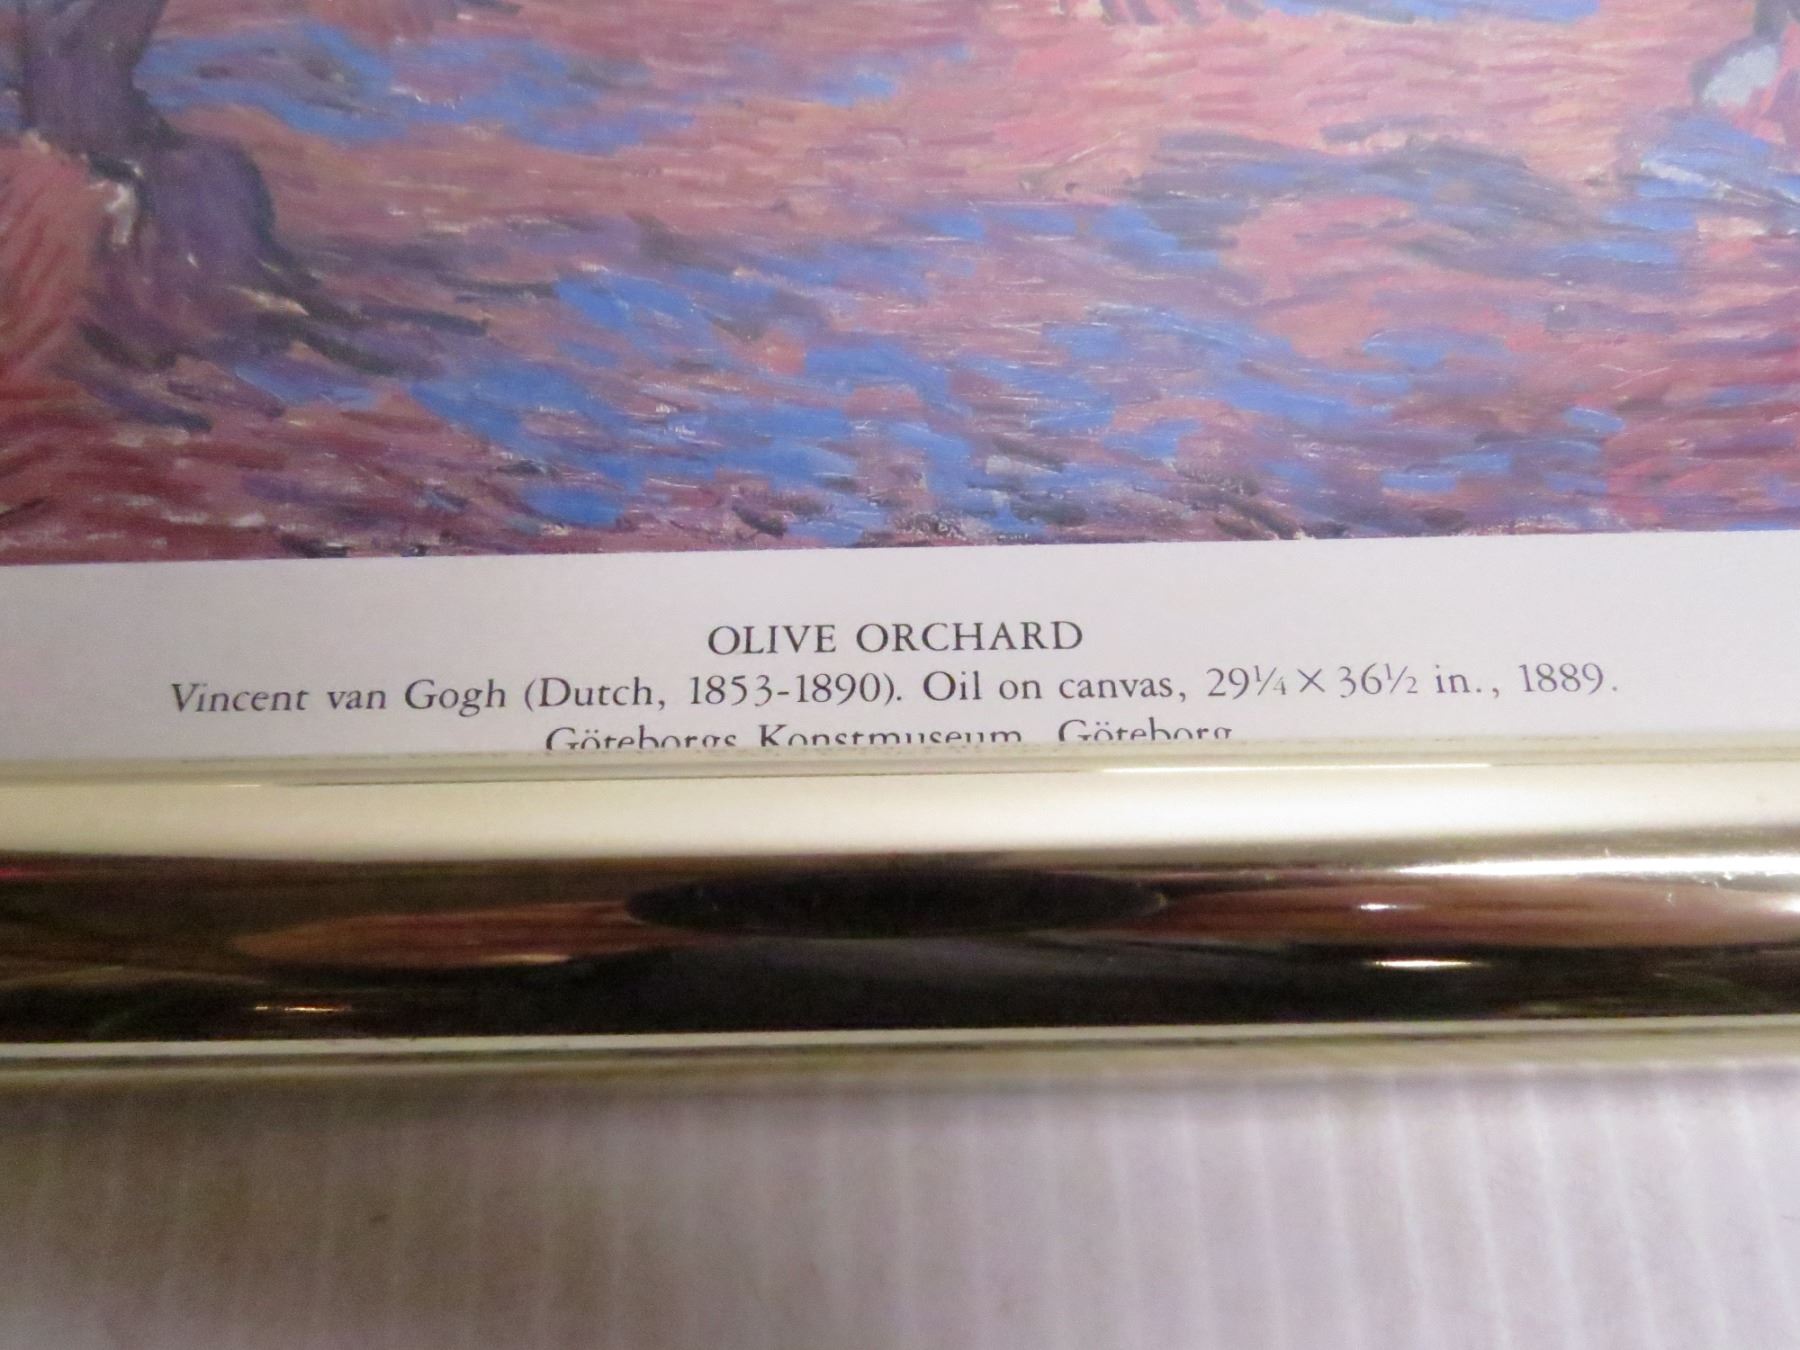 OLIVE ORCHARD
Vincent van Gogh (Dutch, 1853-1890). Oil on canvas, 29¼ × 36½ in., 1889.
Göteborgs Konstmuseum, Göteborg